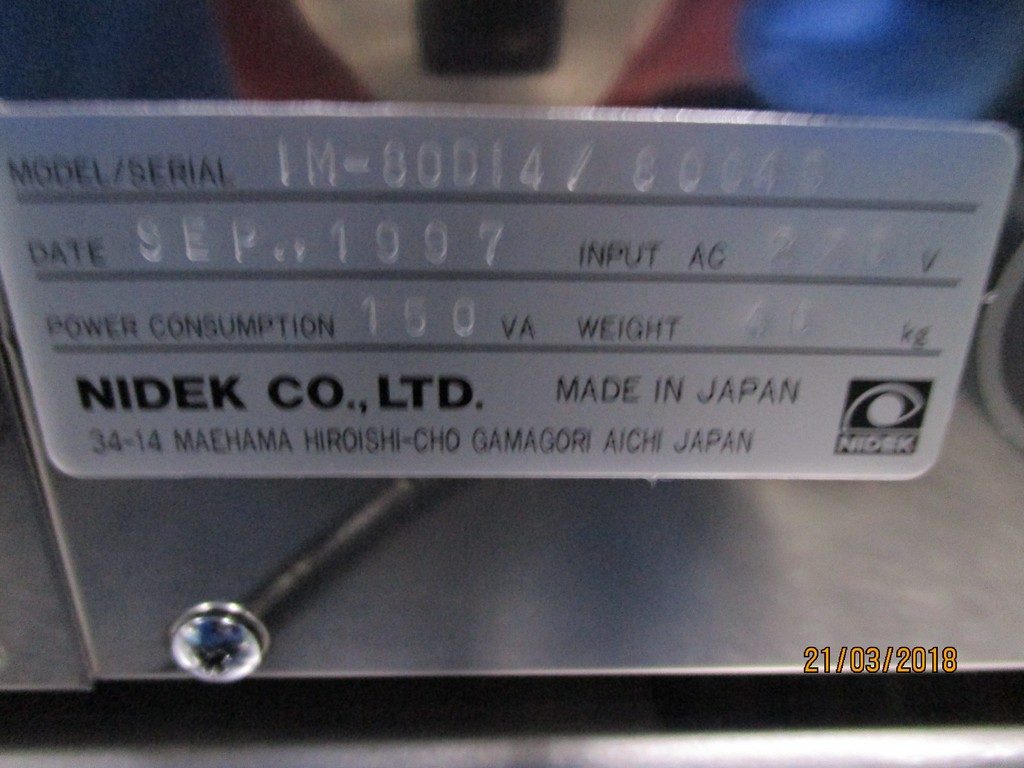 MODEL/SERIAL IM-80D14/
DATE SEP.,1997 INPUT AC V
POWER CONSUMPTION 150 VA WEIGHT kg
NIDEK CO.,LTD. MADE IN JAPAN
34-14 MAEHAMA HIROISHI-CHO GAMAGORI AICHI JAPAN
NIDEK
21/03/2018